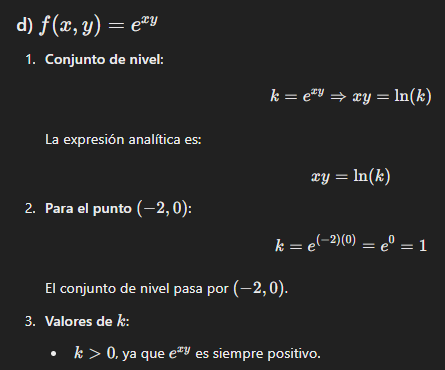 d) f(x, y) = e^{xy}
1. Conjunto de nivel:
k = e^{xy} ⇒ xy = ln(k)
La expresión analítica es:
xy = ln(k)
2. Para el punto (−2, 0):
k = e^{(−2)(0)} = e^0 = 1
El conjunto de nivel pasa por (−2, 0).
3. Valores de k:
• k > 0, ya que e^{xy} es siempre positivo.